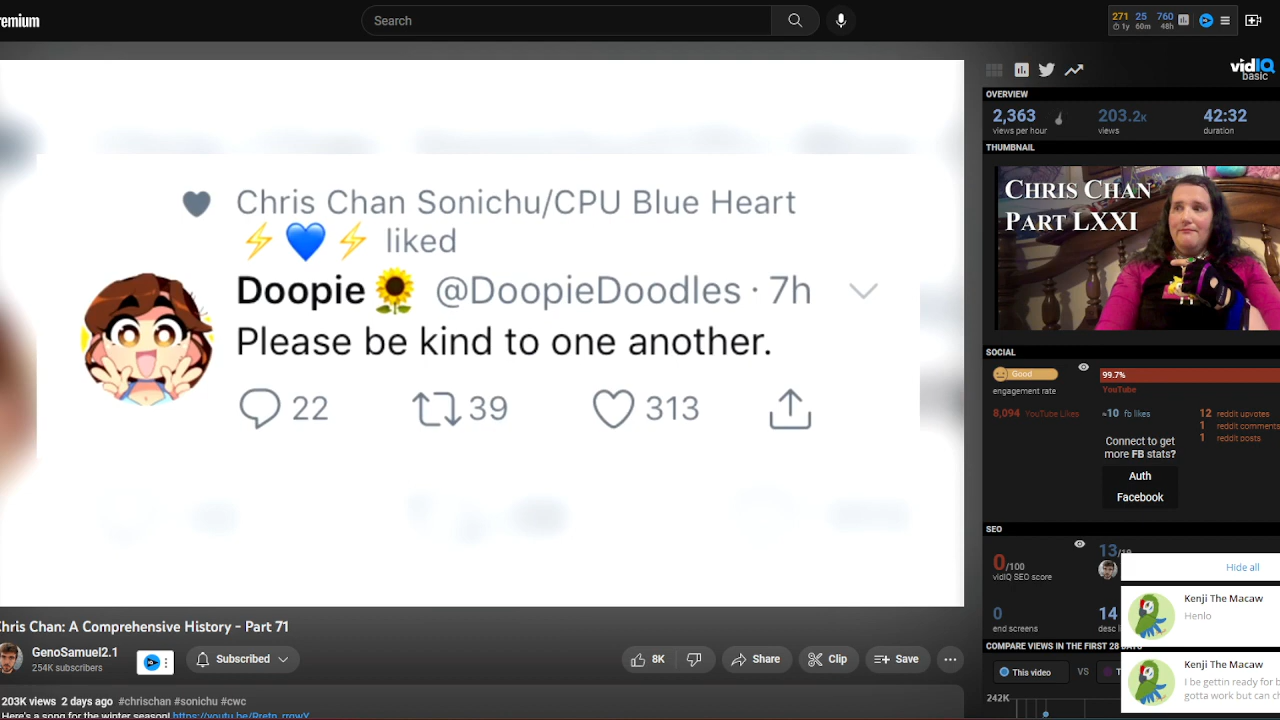 remium
Search
271 25 760
1y 60m 48h
vidIQ
basic
OVERVIEW
2,363 203.2K 42:32
views per hour views duration
THUMBNAIL
CHRIS CHAN
PART LXXI
Chris Chan Sonichu/CPU Blue Heart
⚡💙⚡ liked
Doopie🌻 @DoopieDoodles · 7h
Please be kind to one another.
22 39 313
SOCIAL
Good
engagement rate
99.7%
YouTube
8,094 YouTube Likes
≈10 fb likes
12 reddit upvotes
1 reddit comments
1 reddit posts
Connect to get
more FB stats?
Auth
Facebook
SEO
0/100
vidIQ SEO score
13
0
end screens
14
desc
COMPARE VIEWS IN THE FIRST 28 DAYS
This video VS
242K
Hide all
Kenji The Macaw
Henlo
Kenji The Macaw
I be gettin ready for
gotta work but can
hris Chan: A Comprehensive History - Part 71
GenoSamuel2.1
254K subscribers
Subscribed
8K Share Clip Save
203K views 2 days ago #chrischan #sonichu #cwc
Here's a song for the winter season!